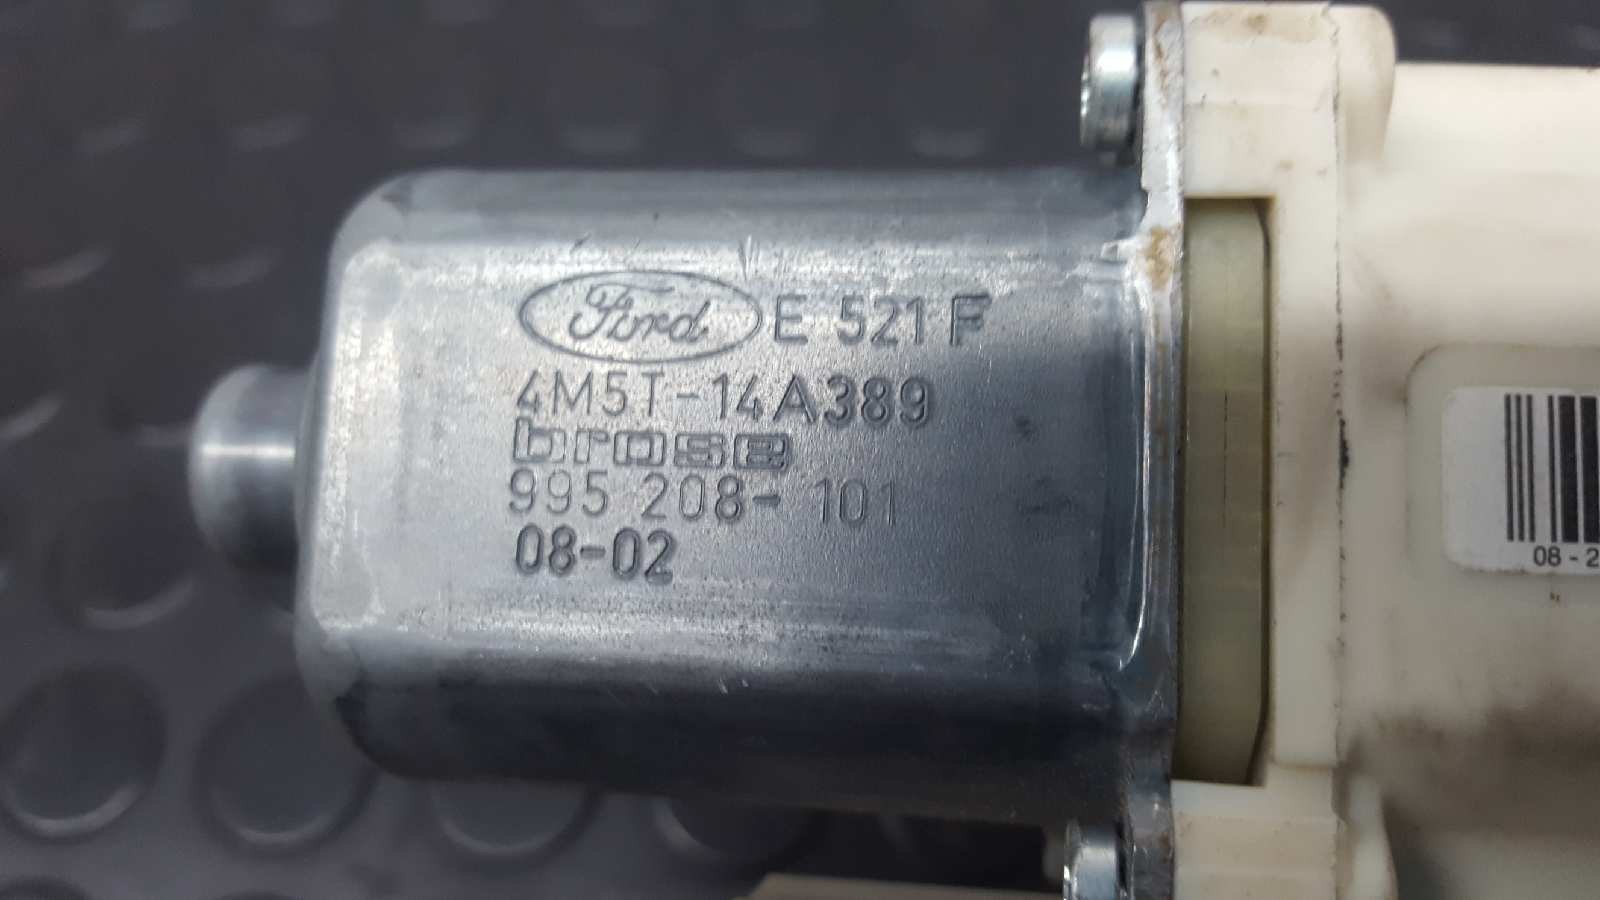 Ford E 521 F
4M5T-14A389
brose
995 208-101
08-02
08 - 2